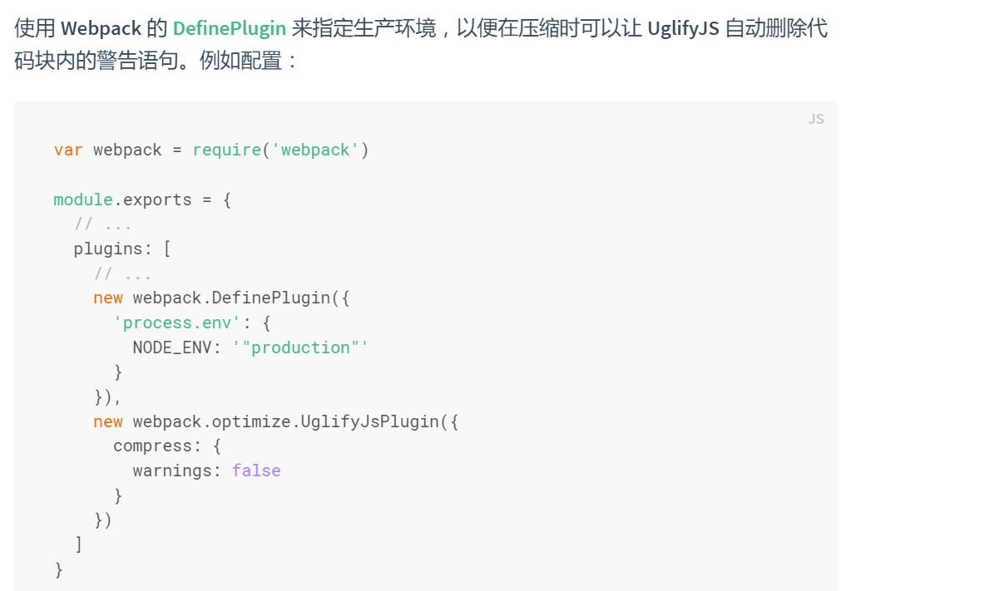 使用 Webpack 的 DefinePlugin 来指定生产环境，以便在压缩时可以让 UglifyJS 自动删除代
码块内的警告语句。例如配置：
JS
var webpack = require('webpack')
module.exports = {
  // ...
  plugins: [
    // ...
    new webpack.DefinePlugin({
      'process.env': {
        NODE_ENV: '"production"'
      }
    }),
    new webpack.optimize.UglifyJsPlugin({
      compress: {
        warnings: false
      }
    })
  ]
}